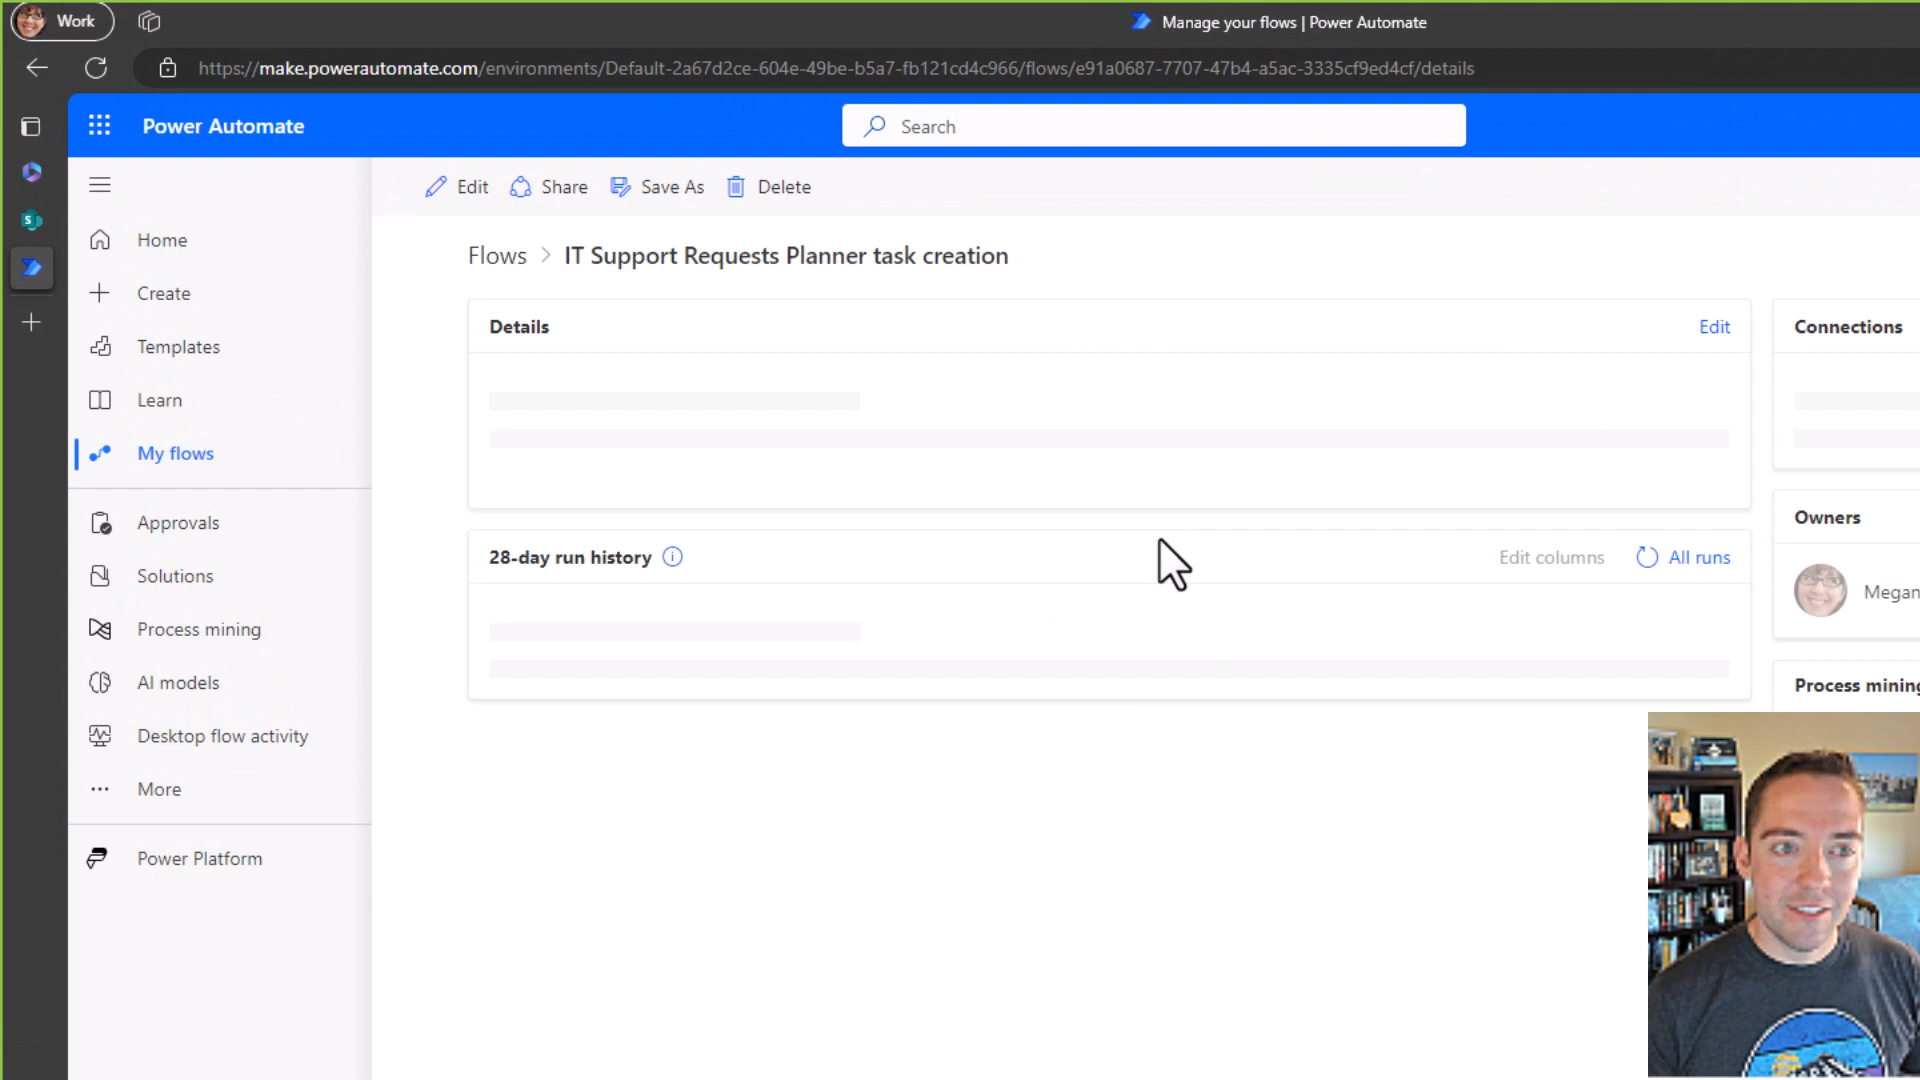 Work
Manage your flows | Power Automate
https://make.powerautomate.com/environments/Default-2a67d2ce-604e-49be-b5a7-fb121cd4c966/flows/e91a0687-7707-47b4-a5ac-3335cf9ed4cf/details
Power Automate
Search
Edit
Share
Save As
Delete
Home
Create
Templates
Learn
My flows
Approvals
Solutions
Process mining
AI models
Desktop flow activity
More
Power Platform
Flows > IT Support Requests Planner task creation
Details
Edit
28-day run history
Edit columns
All runs
Connections
Owners
Megan
Process mining